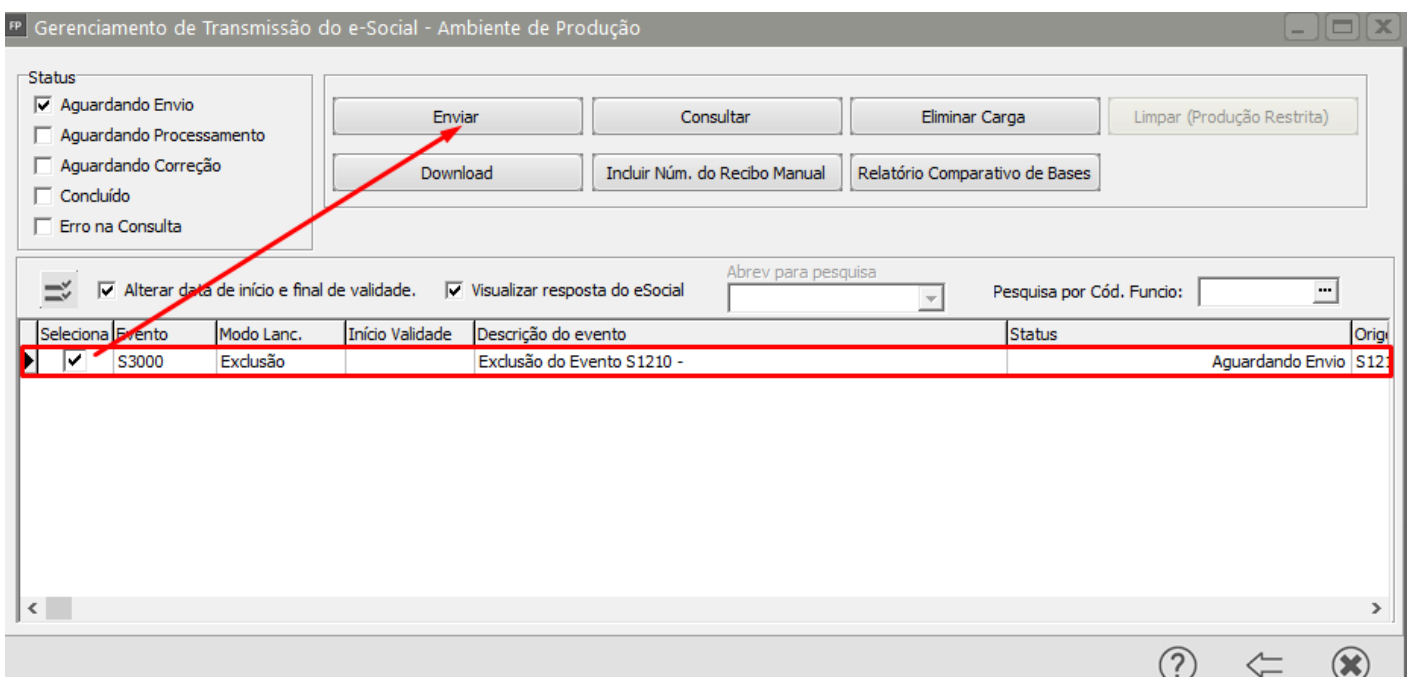 FP Gerenciamento de Transmissão do e-Social - Ambiente de Produção
Status
Aguardando Envio
Aguardando Processamento
Aguardando Correção
Concluído
Erro na Consulta
Enviar Consultar Eliminar Carga Limpar (Produção Restrita)
Download Incluir Núm. do Recibo Manual Relatório Comparativo de Bases
Abrev para pesquisa
Alterar data de início e final de validade. Visualizar resposta do eSocial Pesquisa por Cód. Funcio: ...
Seleciona Evento Modo Lanc. Início Validade Descrição do evento Status Orig
S3000 Exclusão Exclusão do Evento S1210 - Aguardando Envio S121